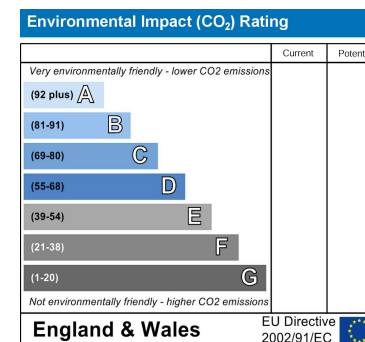 Environmental Impact (CO₂) Rating
Current Potent
Very environmentally friendly - lower CO2 emissions
(92 plus) A
(81-91) B
(69-80) C
(55-68) D
(39-54) E
(21-38) F
(1-20) G
Not environmentally friendly - higher CO2 emissions
England & Wales
EU Directive
2002/91/EC